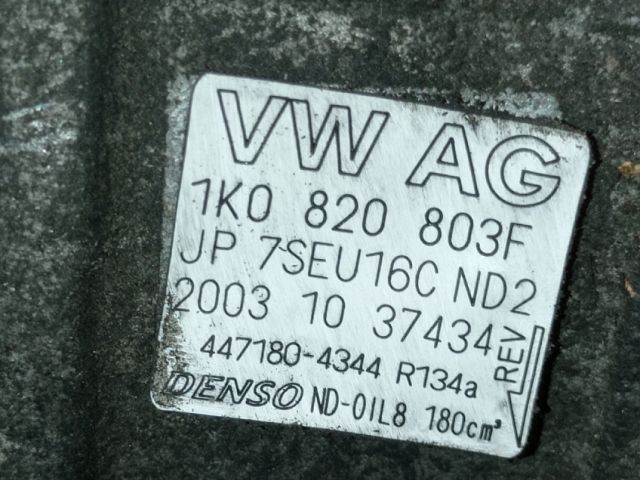 VW AG
1K0 820 803F
JP 7SEU16C ND2
2003 10 37434
REV
447180-4344 R134a
DENSO ND-OIL8 180cm³